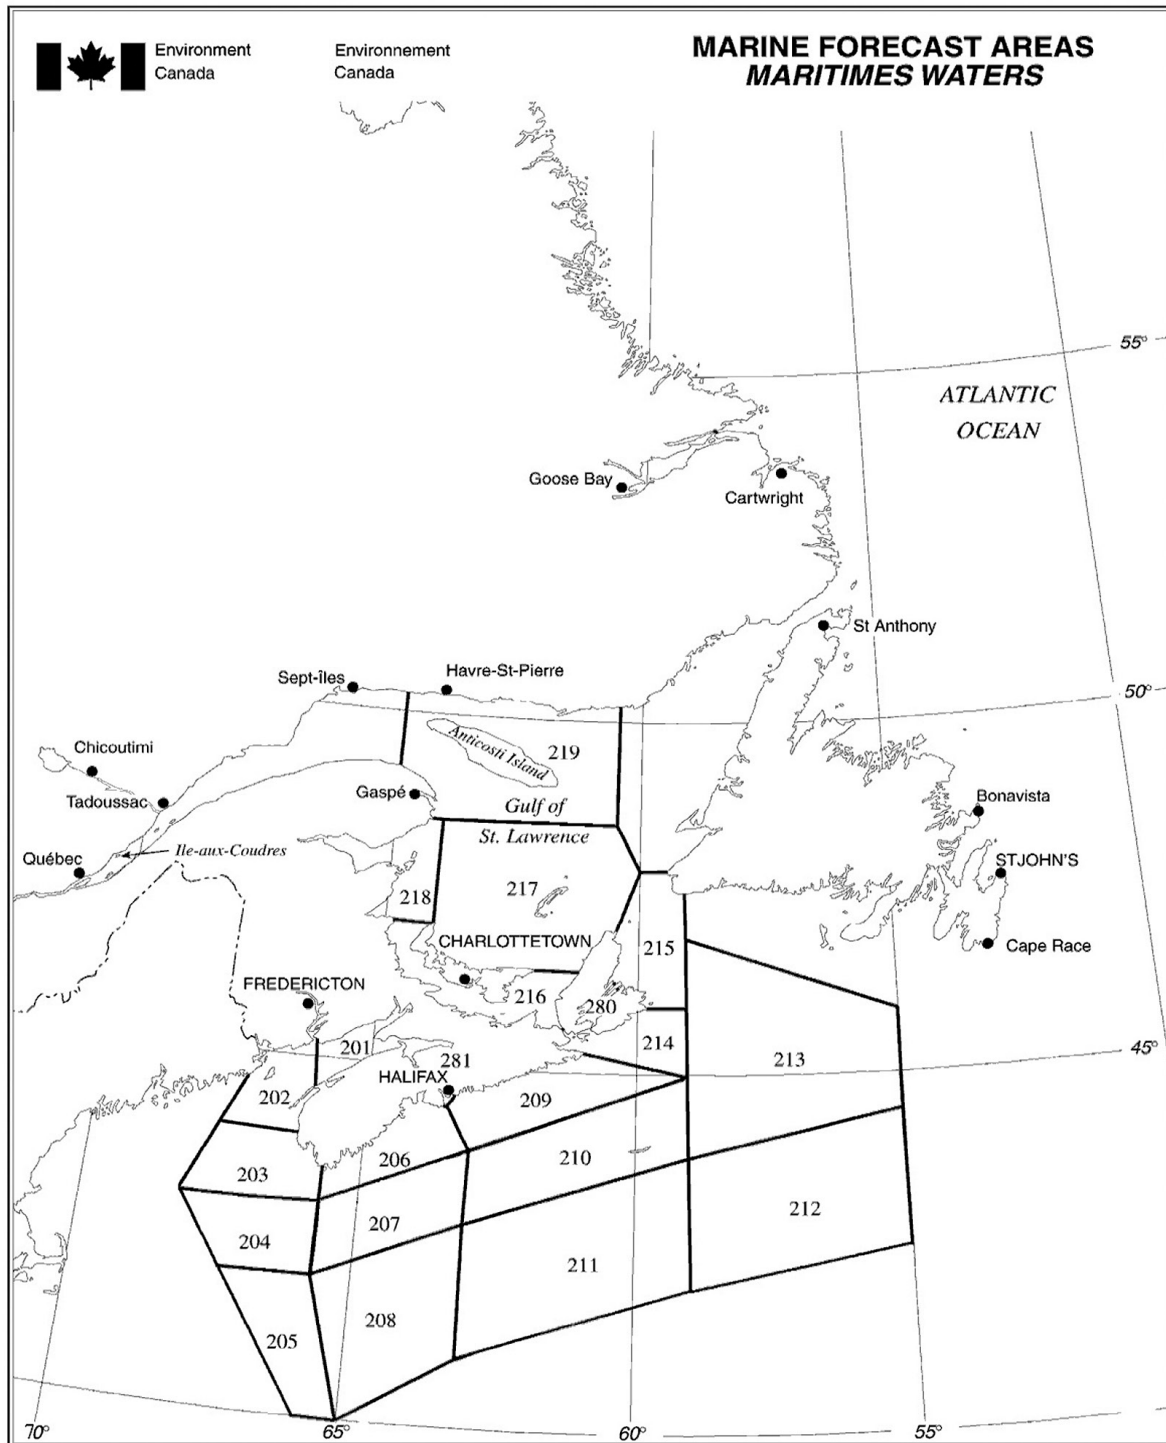 Environment
Canada
Environnement
Canada
MARINE FORECAST AREAS
MARITIMES WATERS
55°
ATLANTIC
OCEAN
Goose Bay
Cartwright
St Anthony
Sept-îles
Havre-St-Pierre
50°
Chicoutimi
Anticosti Island
219
Tadoussac
Gaspé
Gulf of
St. Lawrence
Bonavista
Ile-aux-Coudres
Québec
STJOHN'S
218
217
CHARLOTTETOWN
215
Cape Race
FREDERICTON
216
280
201
214
213
45°
281
HALIFAX
202
209
206
210
203
207
212
204
211
208
205
70°
65°
60°
55°